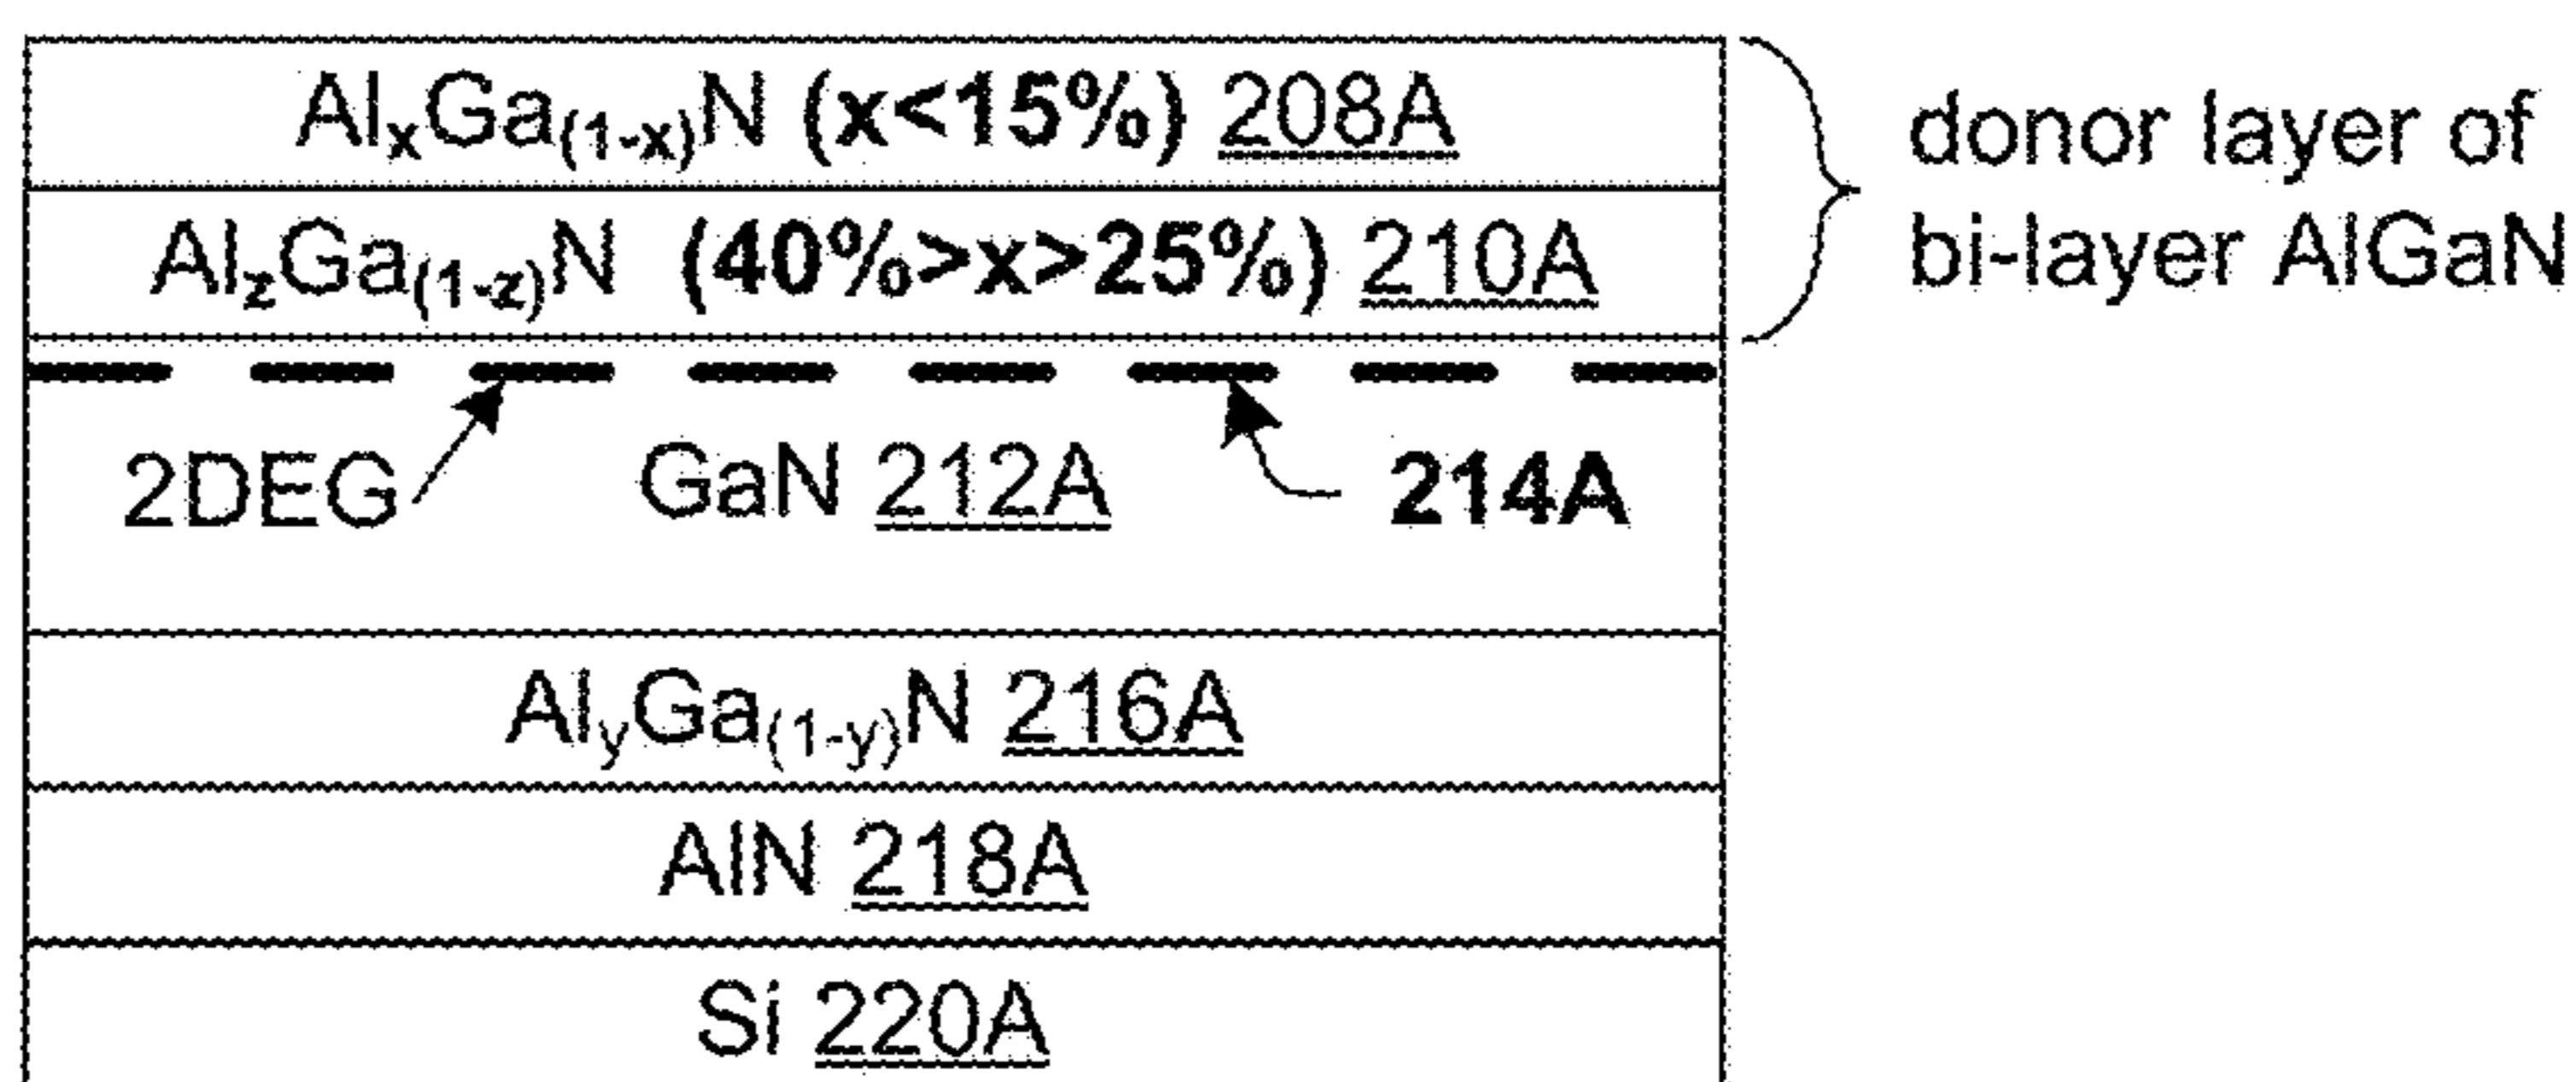 AlxGa(1-x)N (x<15%) 208A
donor layer of
bi-layer AlGaN
AlzGa(1-z)N (40%>x>25%) 210A
2DEG
GaN 212A
214A
AlyGa(1-y)N 216A
AlN 218A
Si 220A